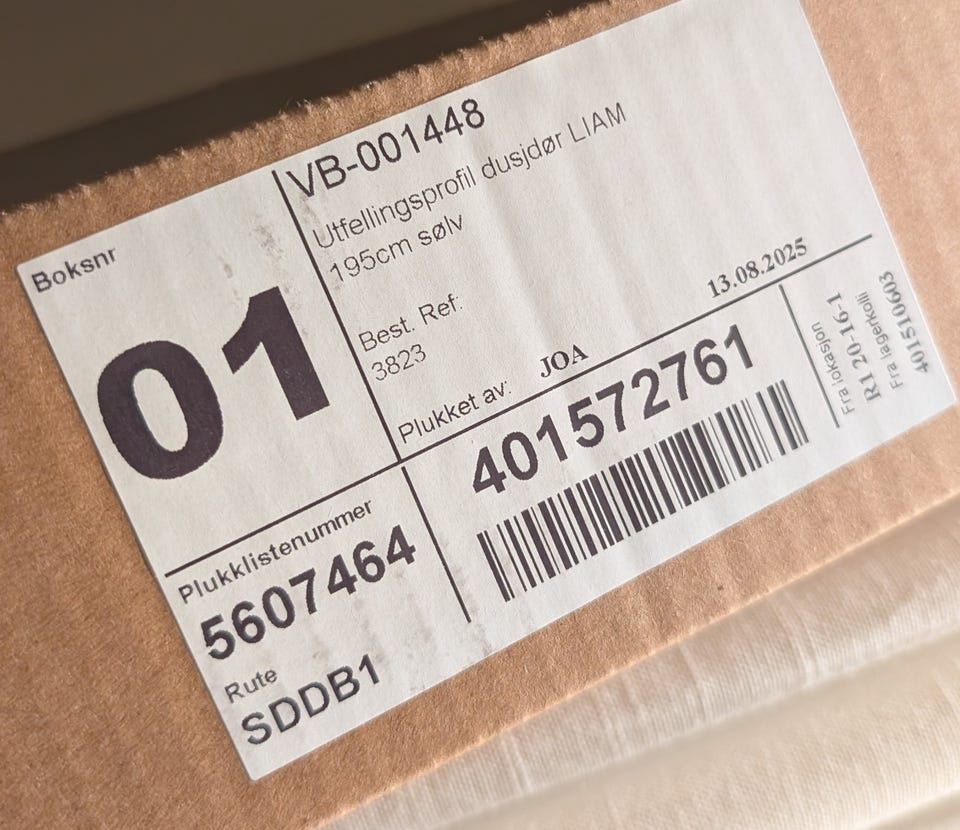 Boksnr
01
VB-001448
Utfellingsprofil dusjdør LIAM
195cm sølv
Best. Ref:
3823
Plukket av: JOA
13.08.2025
Plukklistenummer
5607464
Rute
SDDB1
401572761
Fra lokasjon
R1 20-16-1
Fra lagerkolli
401510603